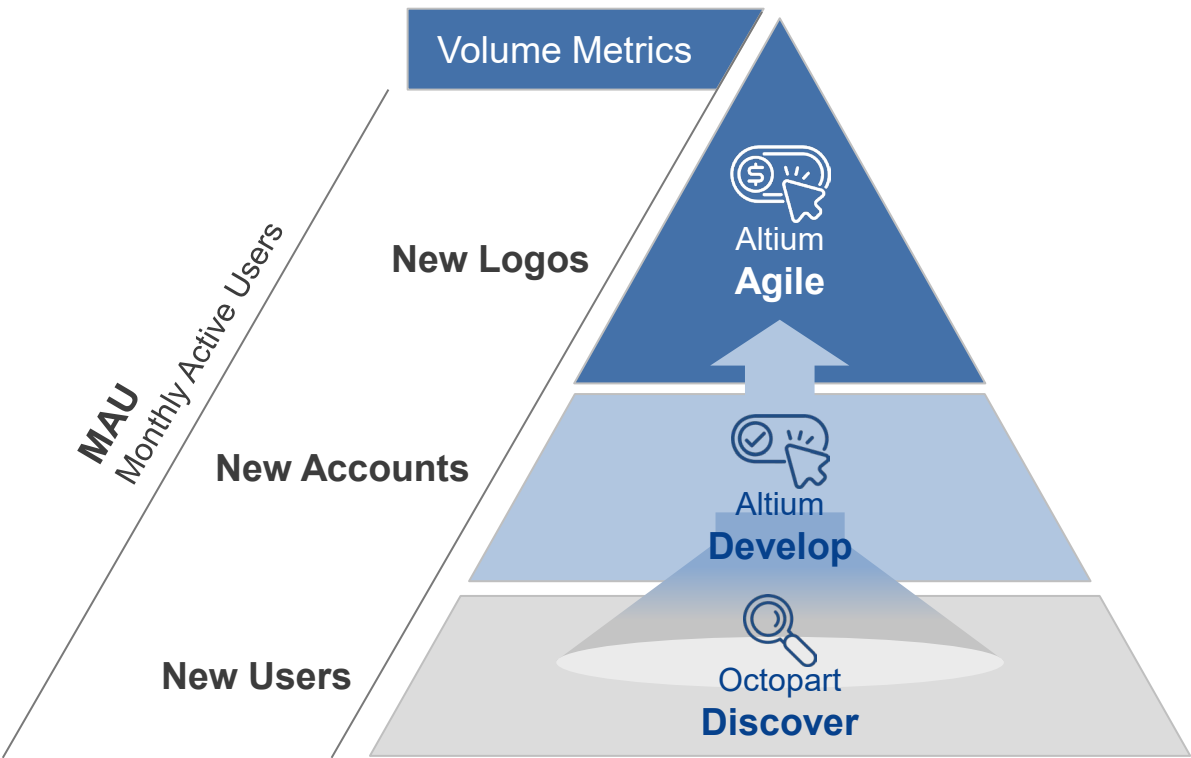 Volume Metrics
MAU
Monthly Active Users
New Logos
Altium
Agile
New Accounts
Altium
Develop
New Users
Octopart
Discover